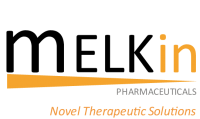 mELKin
PHARMACEUTICALS
Novel Therapeutic Solutions